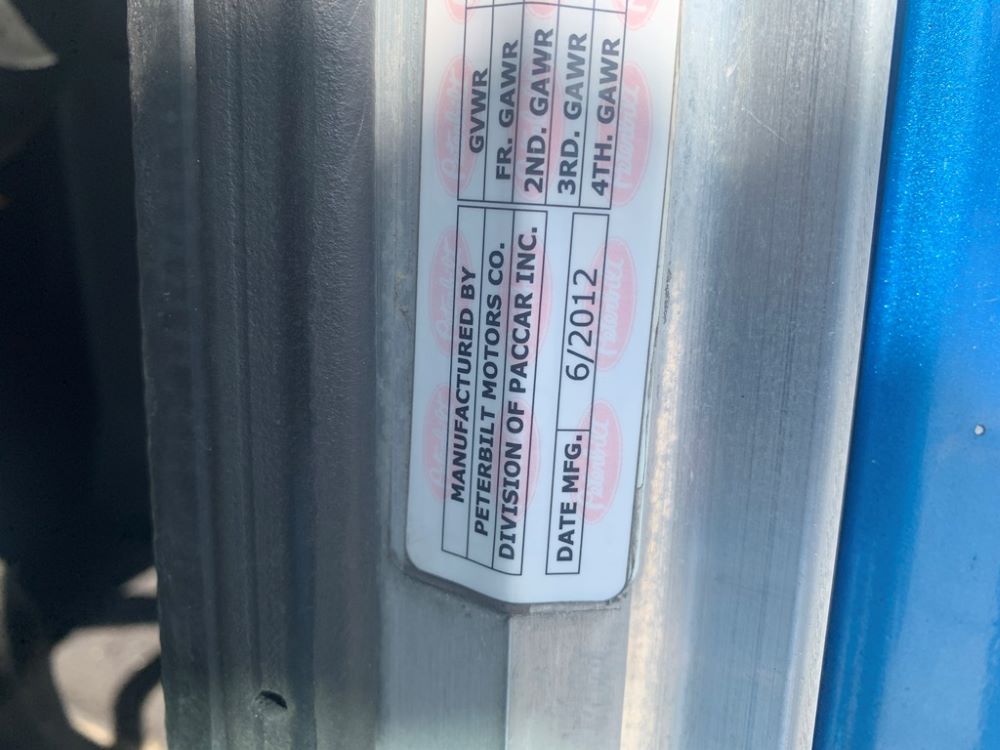 MANUFACTURED BY
PETERBILT MOTORS CO.
DIVISION OF PACCAR INC.
DATE MFG. 6/2012
GVWR
FR. GAWR
2ND. GAWR
3RD. GAWR
4TH. GAWR